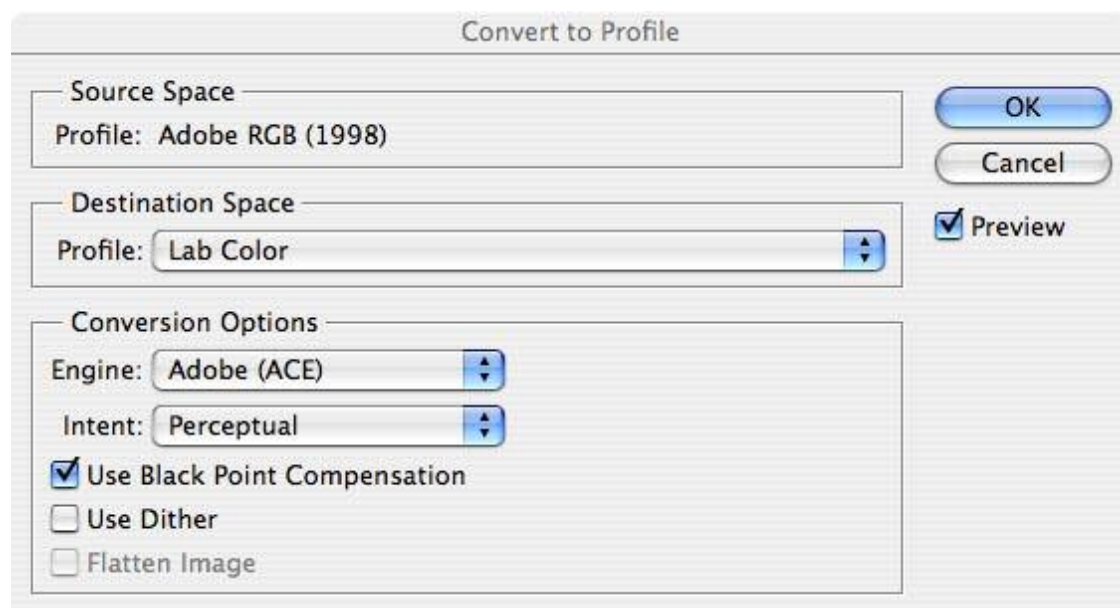 Convert to Profile
Source Space
Profile: Adobe RGB (1998)
OK
Cancel
Preview
Destination Space
Profile: Lab Color
Conversion Options
Engine: Adobe (ACE)
Intent: Perceptual
Use Black Point Compensation
Use Dither
Flatten Image